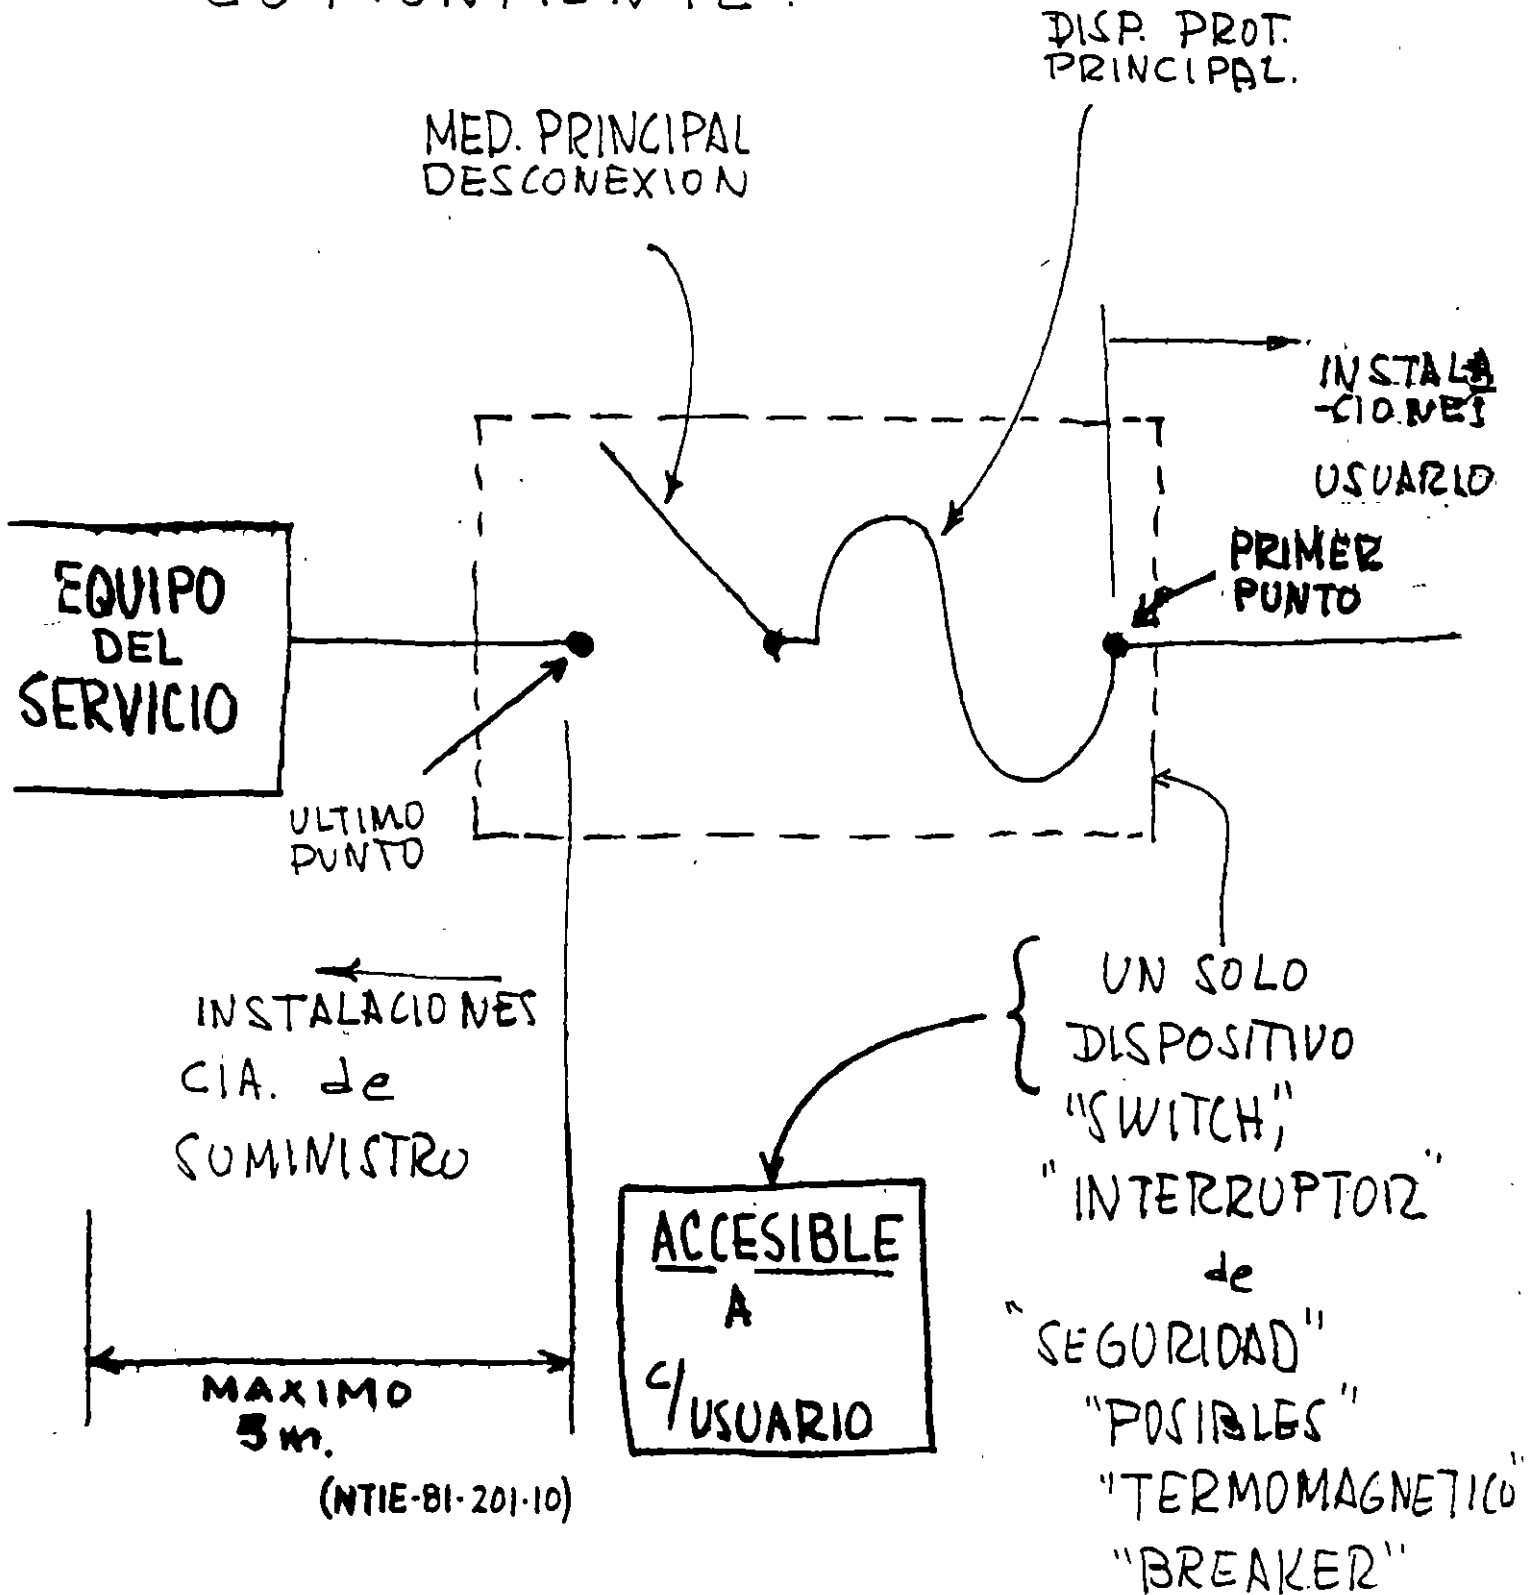 DISP. PROT.
PRINCIPAL.
MED. PRINCIPAL
DESCONEXION
INSTALA
-CIONES
USUARIO
PRIMER
PUNTO
EQUIPO
DEL
SERVICIO
ULTIMO
PUNTO
INSTALACIONES
CIA. de
SUMINISTRO
UN SOLO
DISPOSITIVO
"SWITCH,"
"INTERRUPTOR"
de
"SEGURIDAD"
"POSIBLES"
"TERMOMAGNETICO"
"BREAKER"
ACCESIBLE
A
c/USUARIO
MAXIMO
5 m.
(NTIE-81-201-10)